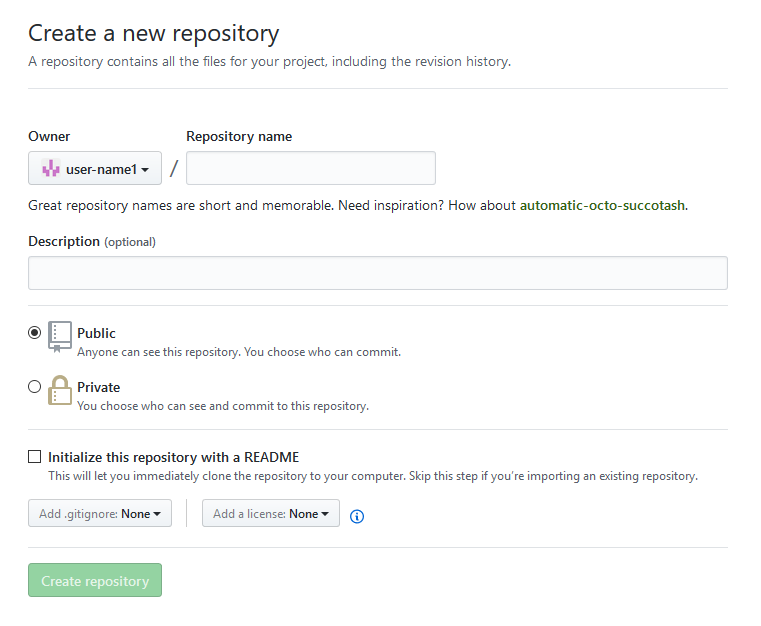 Create a new repository
A repository contains all the files for your project, including the revision history.
Owner
Repository name
user-name1
/
Great repository names are short and memorable. Need inspiration? How about automatic-octo-succotash.
Description (optional)
Public
Anyone can see this repository. You choose who can commit.
Private
You choose who can see and commit to this repository.
Initialize this repository with a README
This will let you immediately clone the repository to your computer. Skip this step if you’re importing an existing repository.
Add .gitignore: None
Add a license: None
Create repository